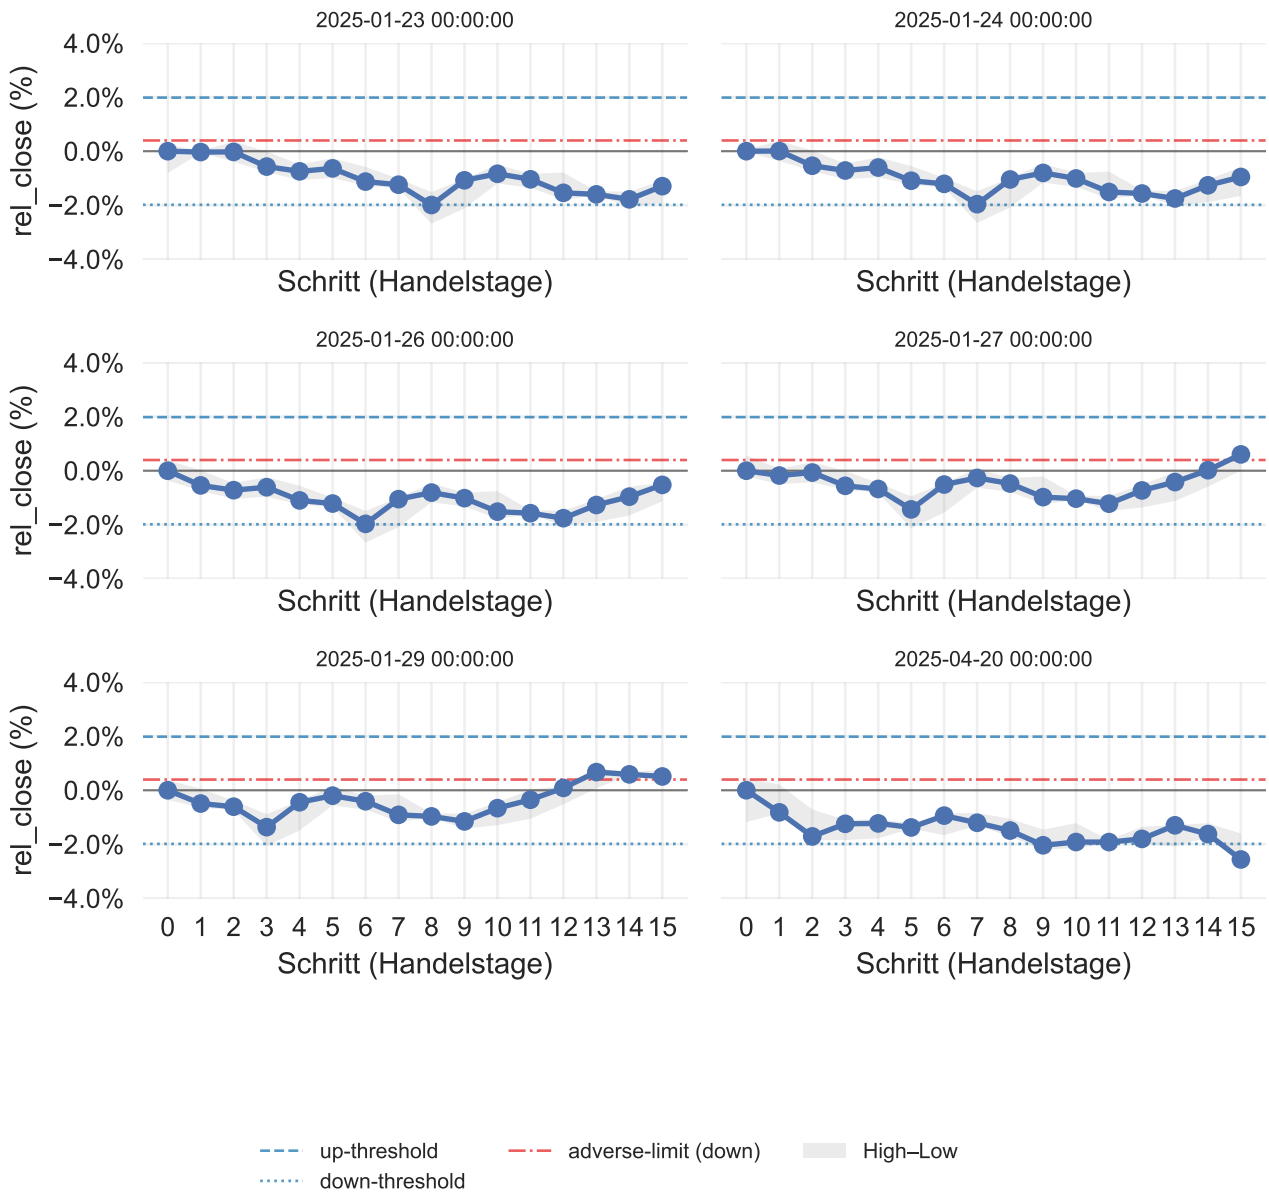 2025-01-23 00:00:00
2025-01-24 00:00:00
4.0%
2.0%
0.0%
−2.0%
−4.0%
rel_close (%)
Schritt (Handelstage)
Schritt (Handelstage)
2025-01-26 00:00:00
2025-01-27 00:00:00
4.0%
2.0%
0.0%
−2.0%
−4.0%
rel_close (%)
Schritt (Handelstage)
Schritt (Handelstage)
2025-01-29 00:00:00
2025-04-20 00:00:00
4.0%
2.0%
0.0%
−2.0%
−4.0%
rel_close (%)
0 1 2 3 4 5 6 7 8 9 10 11 12 13 14 15
0 1 2 3 4 5 6 7 8 9 10 11 12 13 14 15
Schritt (Handelstage)
Schritt (Handelstage)
up-threshold
down-threshold
adverse-limit (down)
High–Low